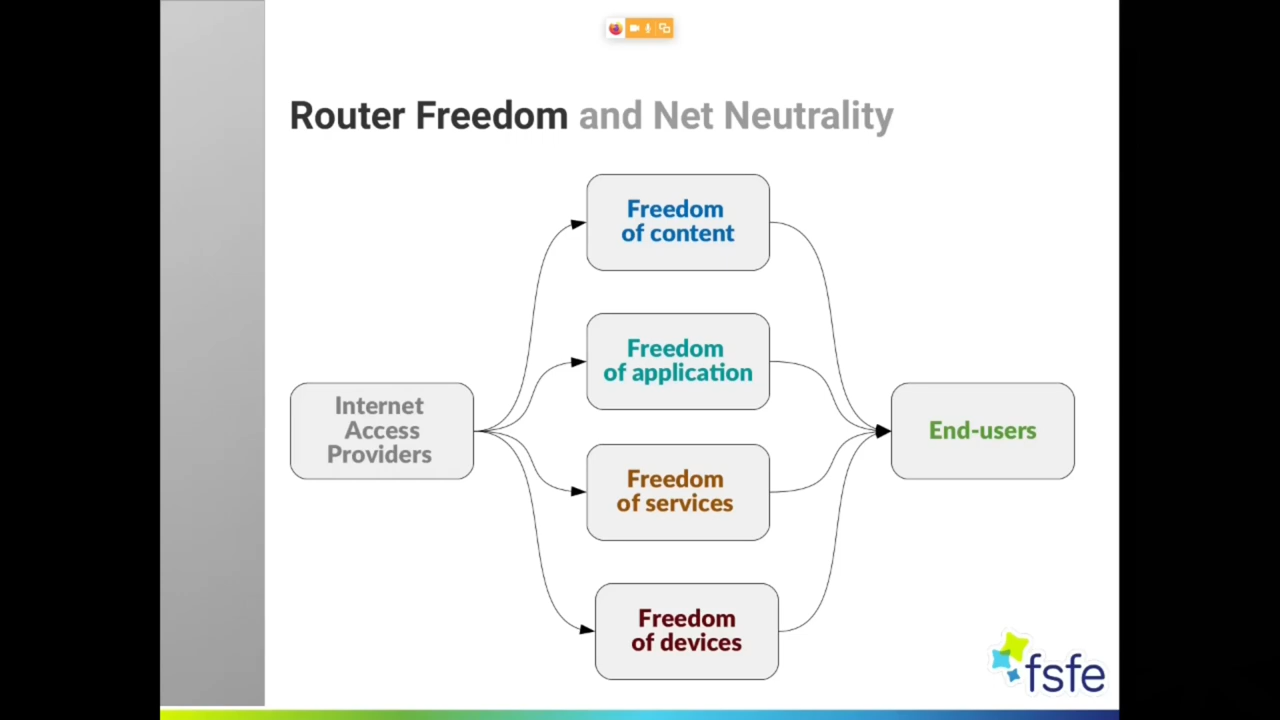 Router Freedom and Net Neutrality
Freedom
of content
Freedom
of application
Internet
Access
Providers
End-users
Freedom
of services
Freedom
of devices
fsfe